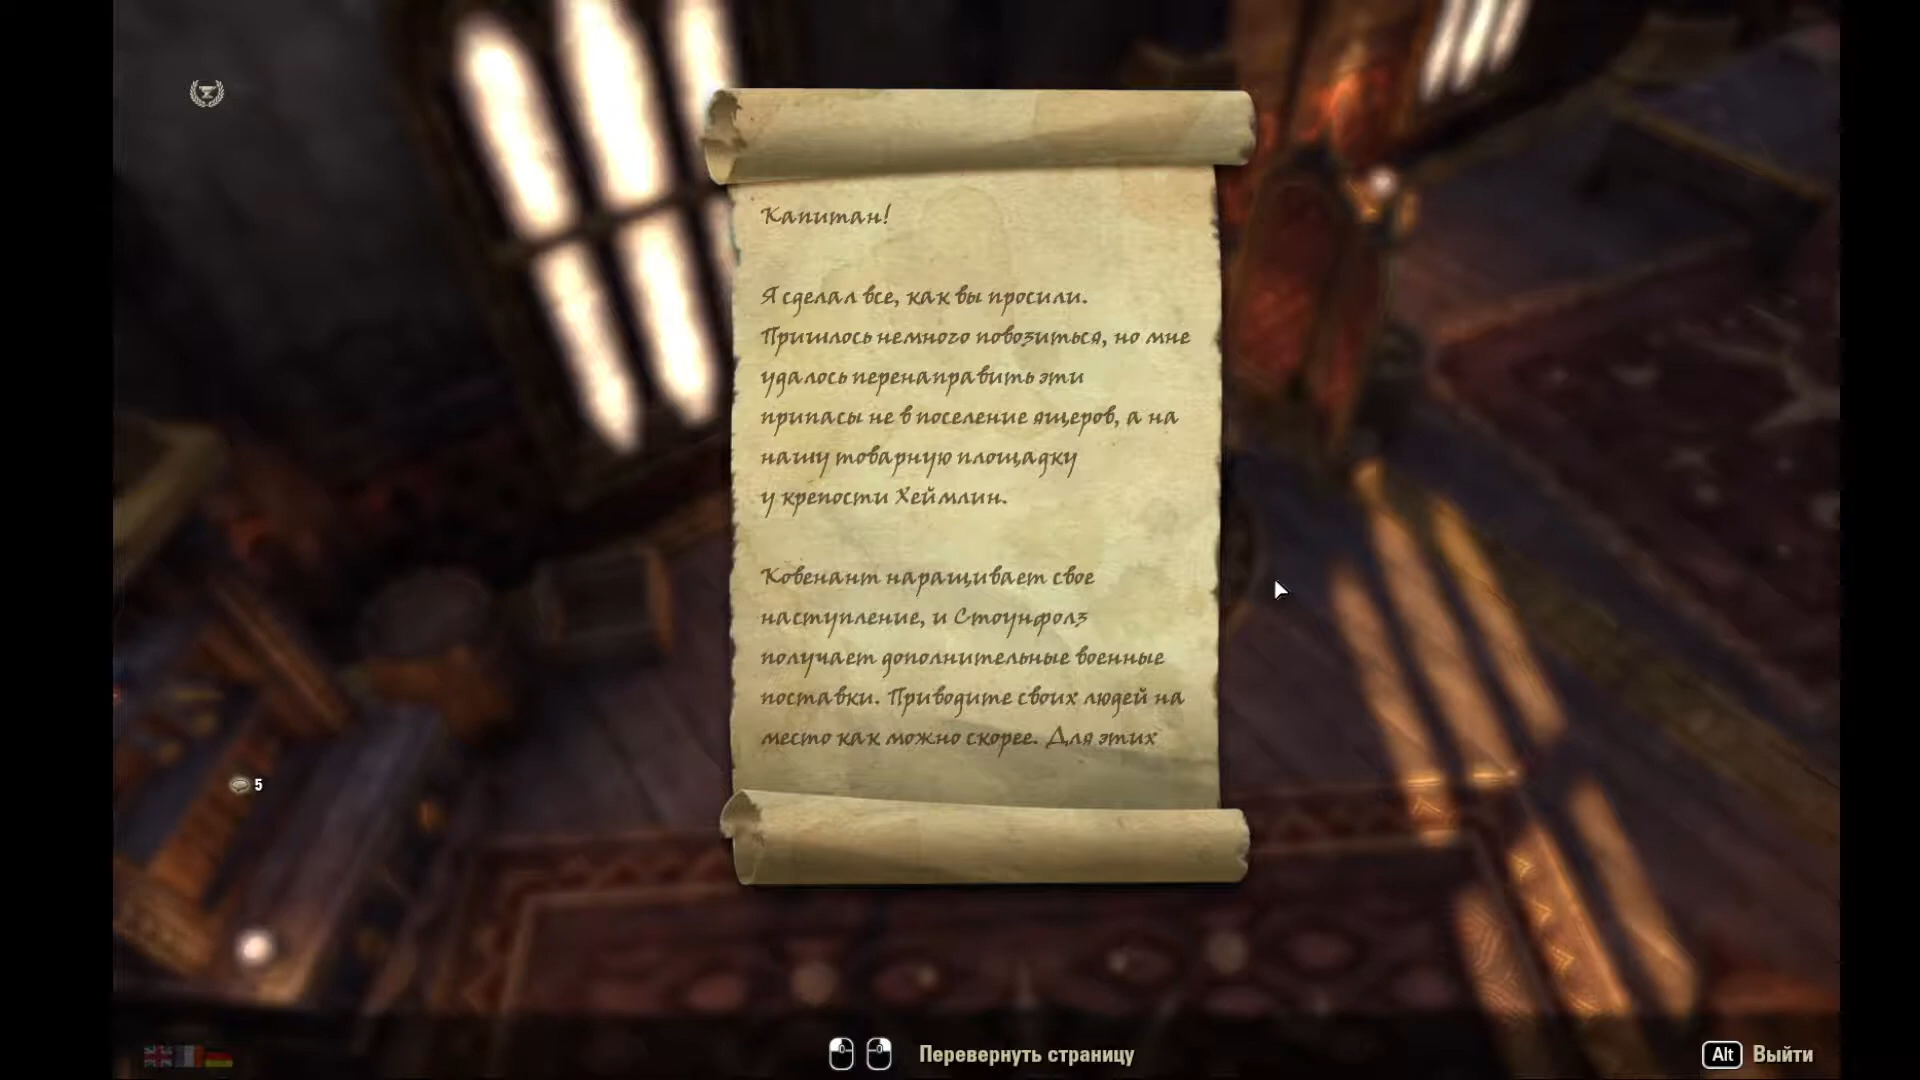 Капитан!
Я сделал все, как вы просили.
Пришлось немного повозиться, но мне
удалось перенаправить эти
припасы не в поселение ящеров, а на
нашу товарную площадку
у крепости Хеймлин.
Ковенант наращивает свое
наступление, и Стоунфолз
получает дополнительные военные
поставки. Приводите своих людей на
место как можно скорее. Для этих
5
Перевернуть страницу
Alt Выйти